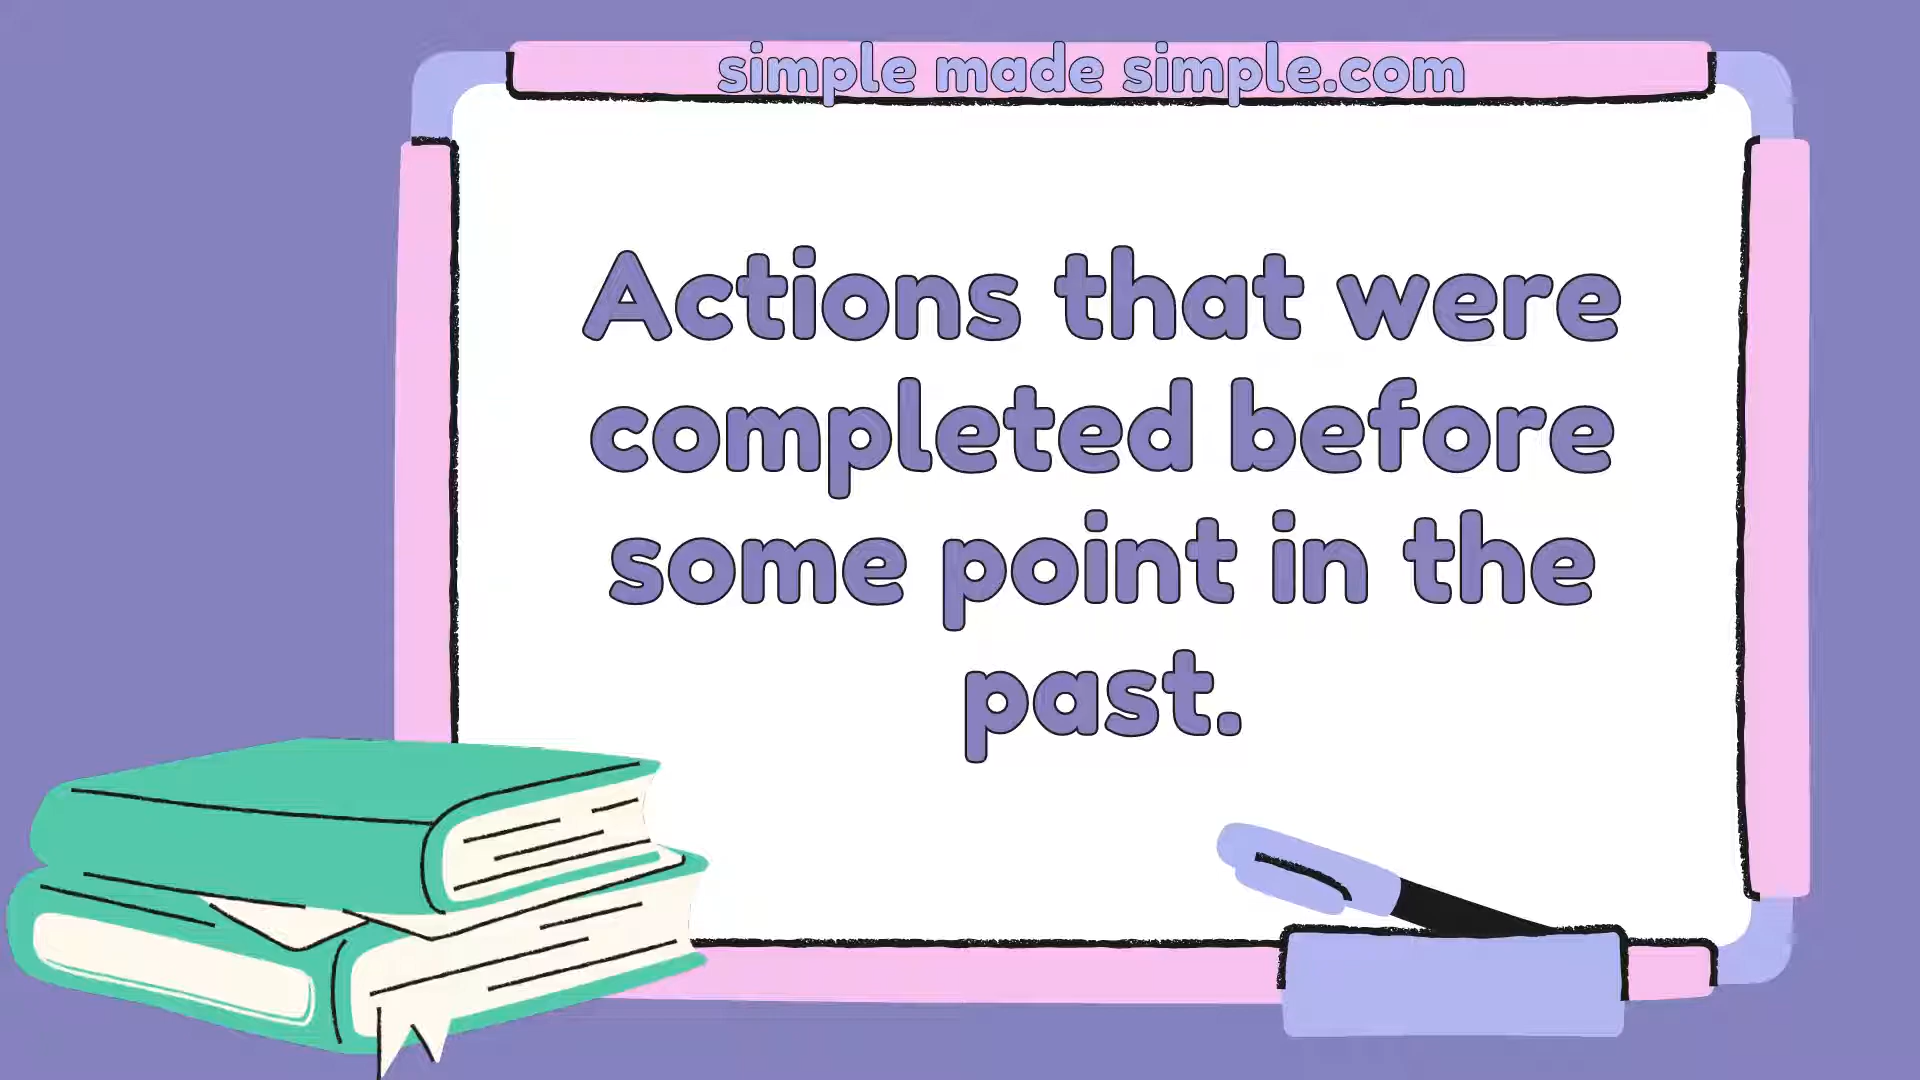 simple made simple.com
Actions that were
completed before
some point in the
past.